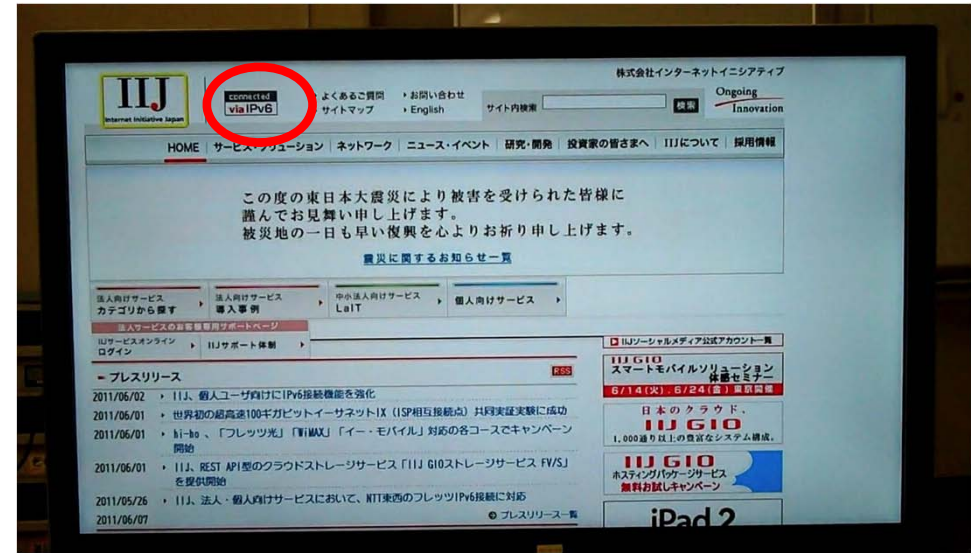 IIJ
Internet Initiative Japan
connected
via IPv6
よくあるご質問
お問い合わせ
サイトマップ
English
サイト内検索
検索
株式会社インターネットイニシアティブ
Ongoing
Innovation
HOME サービス・ソリューション ネットワーク ニュース・イベント 研究・開発 投資家の皆さまへ IIJについて 採用情報
この度の東日本大震災により被害を受けられた皆様に
謹んでお見舞い申し上げます。
被災地の一日も早い復興を心よりお祈り申し上げます。
震災に関するお知らせ一覧
法人向けサービス
カテゴリから探す
法人向けサービス
導入事例
中小法人向けサービス
LaIT
個人向けサービス
法人サービスのお客様専用サポートページ
IIJサービスオンライン
ログイン
IIJサポート体制
プレスリリース
RSS
2011/06/02 IIJ、個人ユーザ向けにIPv6接続機能を強化
2011/06/01 世界初の超高速100ギガビットイーサネットIX（ISP相互接続点）共同実証実験に成功
2011/06/01 hi-ho 、「フレッツ光」「WiMAX」「イー・モバイル」対応の各コースでキャンペーン
開始
2011/06/01 IIJ、REST API型のクラウドストレージサービス「IIJ GIOストレージサービス FV/S」
を提供開始
2011/05/26 IIJ、法人・個人向けサービスにおいて、NTT東西のフレッツIPv6接続に対応
2011/06/07
プレスリリース一覧
IIJソーシャルメディア公式アカウント一覧
IIJ GIO
スマートモバイルソリューション
体感セミナー
6/14(火)．6/24(金) 東京開催
日本のクラウド、
IIJ GIO
1,000通り以上の豊富なシステム構成。
IIJ GIO
ホスティングパッケージサービス
無料お試しキャンペーン
iPad 2